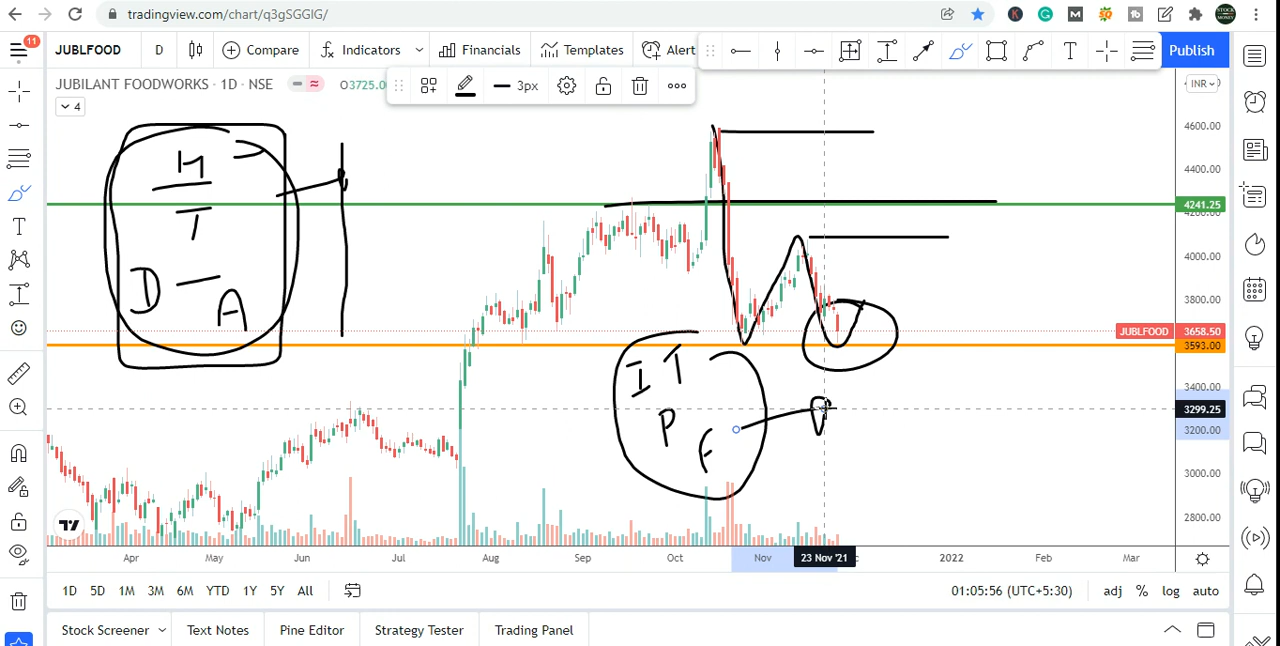 tradingview.com/chart/q3gSGGIG/
11
JUBLFOOD D Compare Indicators Financials Templates Alert Publish
JUBILANT FOODWORKS · 1D · NSE O3725.0 3px INR
4
4600.00
4400.00
4241.25
4200.00
4000.00
3800.00
JUBLFOOD 3658.50
3593.00
3400.00
3299.25
3200.00
3000.00
2800.00
H
T
D A
I T
P
Apr May Jun Jul Aug Sep Oct Nov 23 Nov '21 c 2022 Feb Mar
1D 5D 1M 3M 6M YTD 1Y 5Y All 01:05:56 (UTC+5:30) adj % log auto
Stock Screener Text Notes Pine Editor Strategy Tester Trading Panel